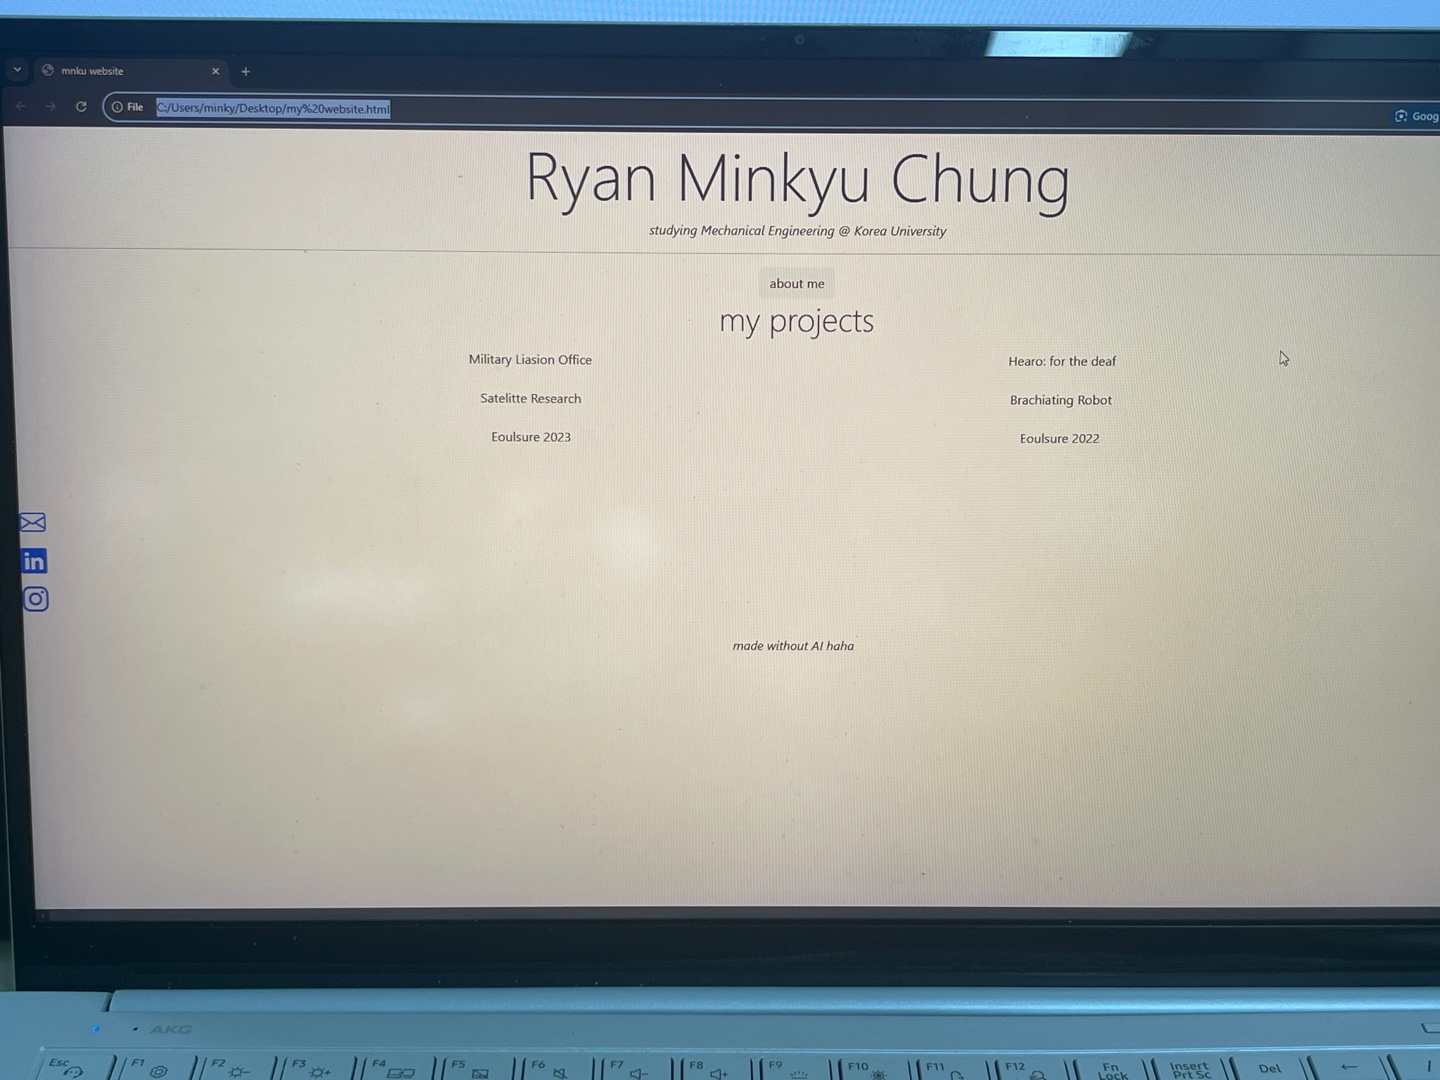 mnku website
File C:/Users/minky/Desktop/my%20website.html
Goog
Ryan Minkyu Chung
studying Mechanical Engineering @ Korea University
about me
my projects
Military Liasion Office
Hearo: for the deaf
Satelitte Research
Brachiating Robot
Eoulsure 2023
Eoulsure 2022
in
made without AI haha
AKG
Esc F1 F2 F3 F4 F5 F6 F7 F8 F9 F10 F11 F12 Fn Lock Insert Prt Sc Del